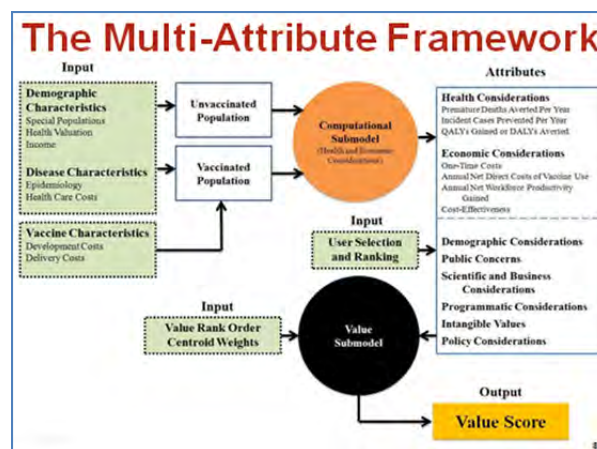 The Multi-Attribute Framework
Input
Demographic
Characteristics
Special Populations
Health Valuation
Income
Disease Characteristics
Epidemiology
Health Care Costs
Vaccine Characteristics
Development Costs
Delivery Costs
Unvaccinated
Population
Vaccinated
Population
Computational
Submodel
(Health and Economic
Considerations)
Attributes
Health Considerations
Premature Deaths Averted Per Year
Incident Cases Prevented Per Year
QALYs Gained or DALYs Averted
Economic Considerations
One-Time Costs
Annual Net Direct Costs of Vaccine Use
Annual Net Workforce Productivity
Gained
Cost-Effectiveness
Input
User Selection
and Ranking
Demographic Considerations
Public Concerns
Scientific and Business
Considerations
Programmatic Considerations
Intangible Values
Policy Considerations
Input
Value Rank Order
Centroid Weights
Value
Submodel
Output
Value Score